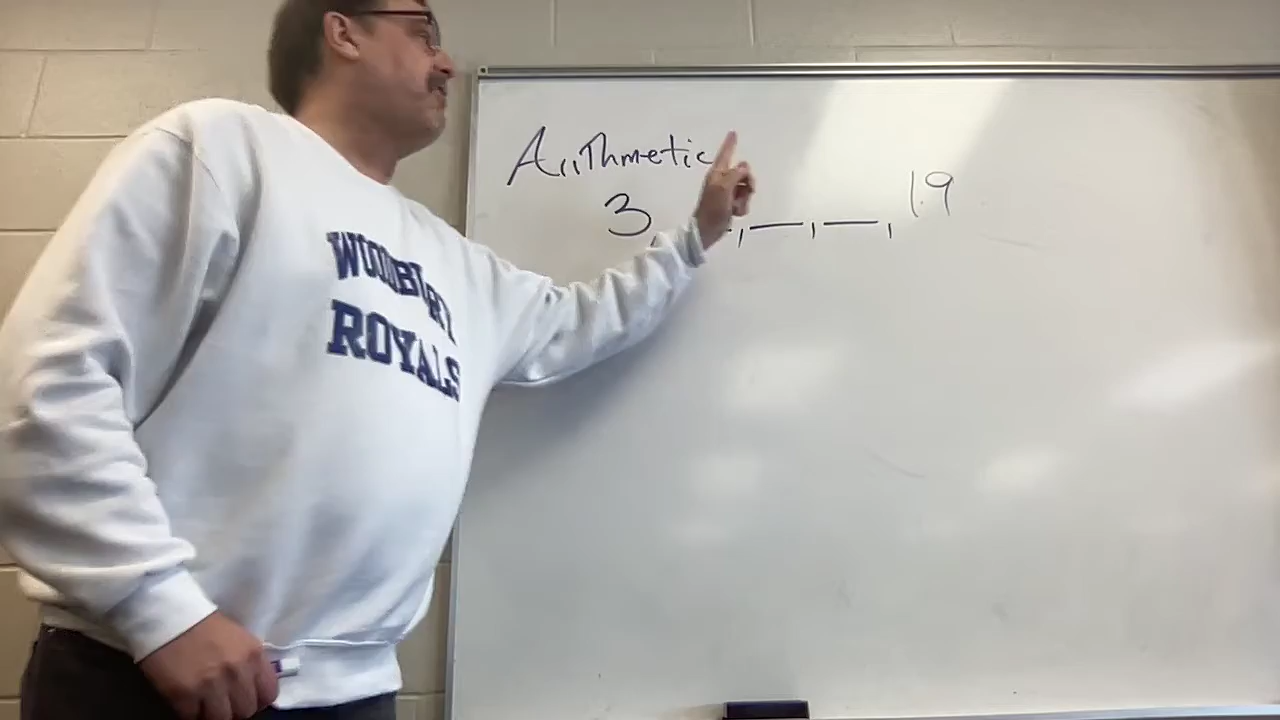 Arithmetic
3, _, _, _, 19
WOODBURY
ROYALS